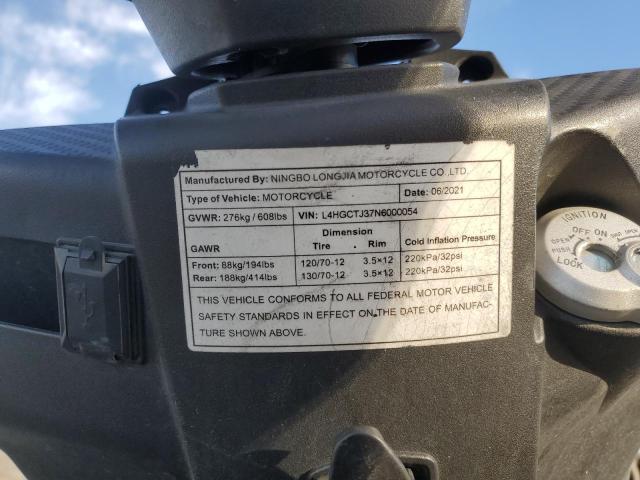 Manufactured By: NINGBO LONGJIA MOTORCYCLE CO.,LTD.
Type of Vehicle: MOTORCYCLE Date: 06/2021
GVWR: 276kg / 608lbs VIN: L4HGCTJ37N6000054
GAWR Dimension Tire . Rim Cold Inflation Pressure
Front: 88kg/194lbs 120/70-12 3.5×12 220kPa/32psi
Rear: 188kg/414lbs 130/70-12 3.5×12 220kPa/32psi
THIS VEHICLE CONFORMS TO ALL FEDERAL MOTOR VEHICLE
SAFETY STANDARDS IN EFFECT ON THE DATE OF MANUFAC-
TURE SHOWN ABOVE.
IGNITION
OPEN OFF ON
PUSH
LOCK